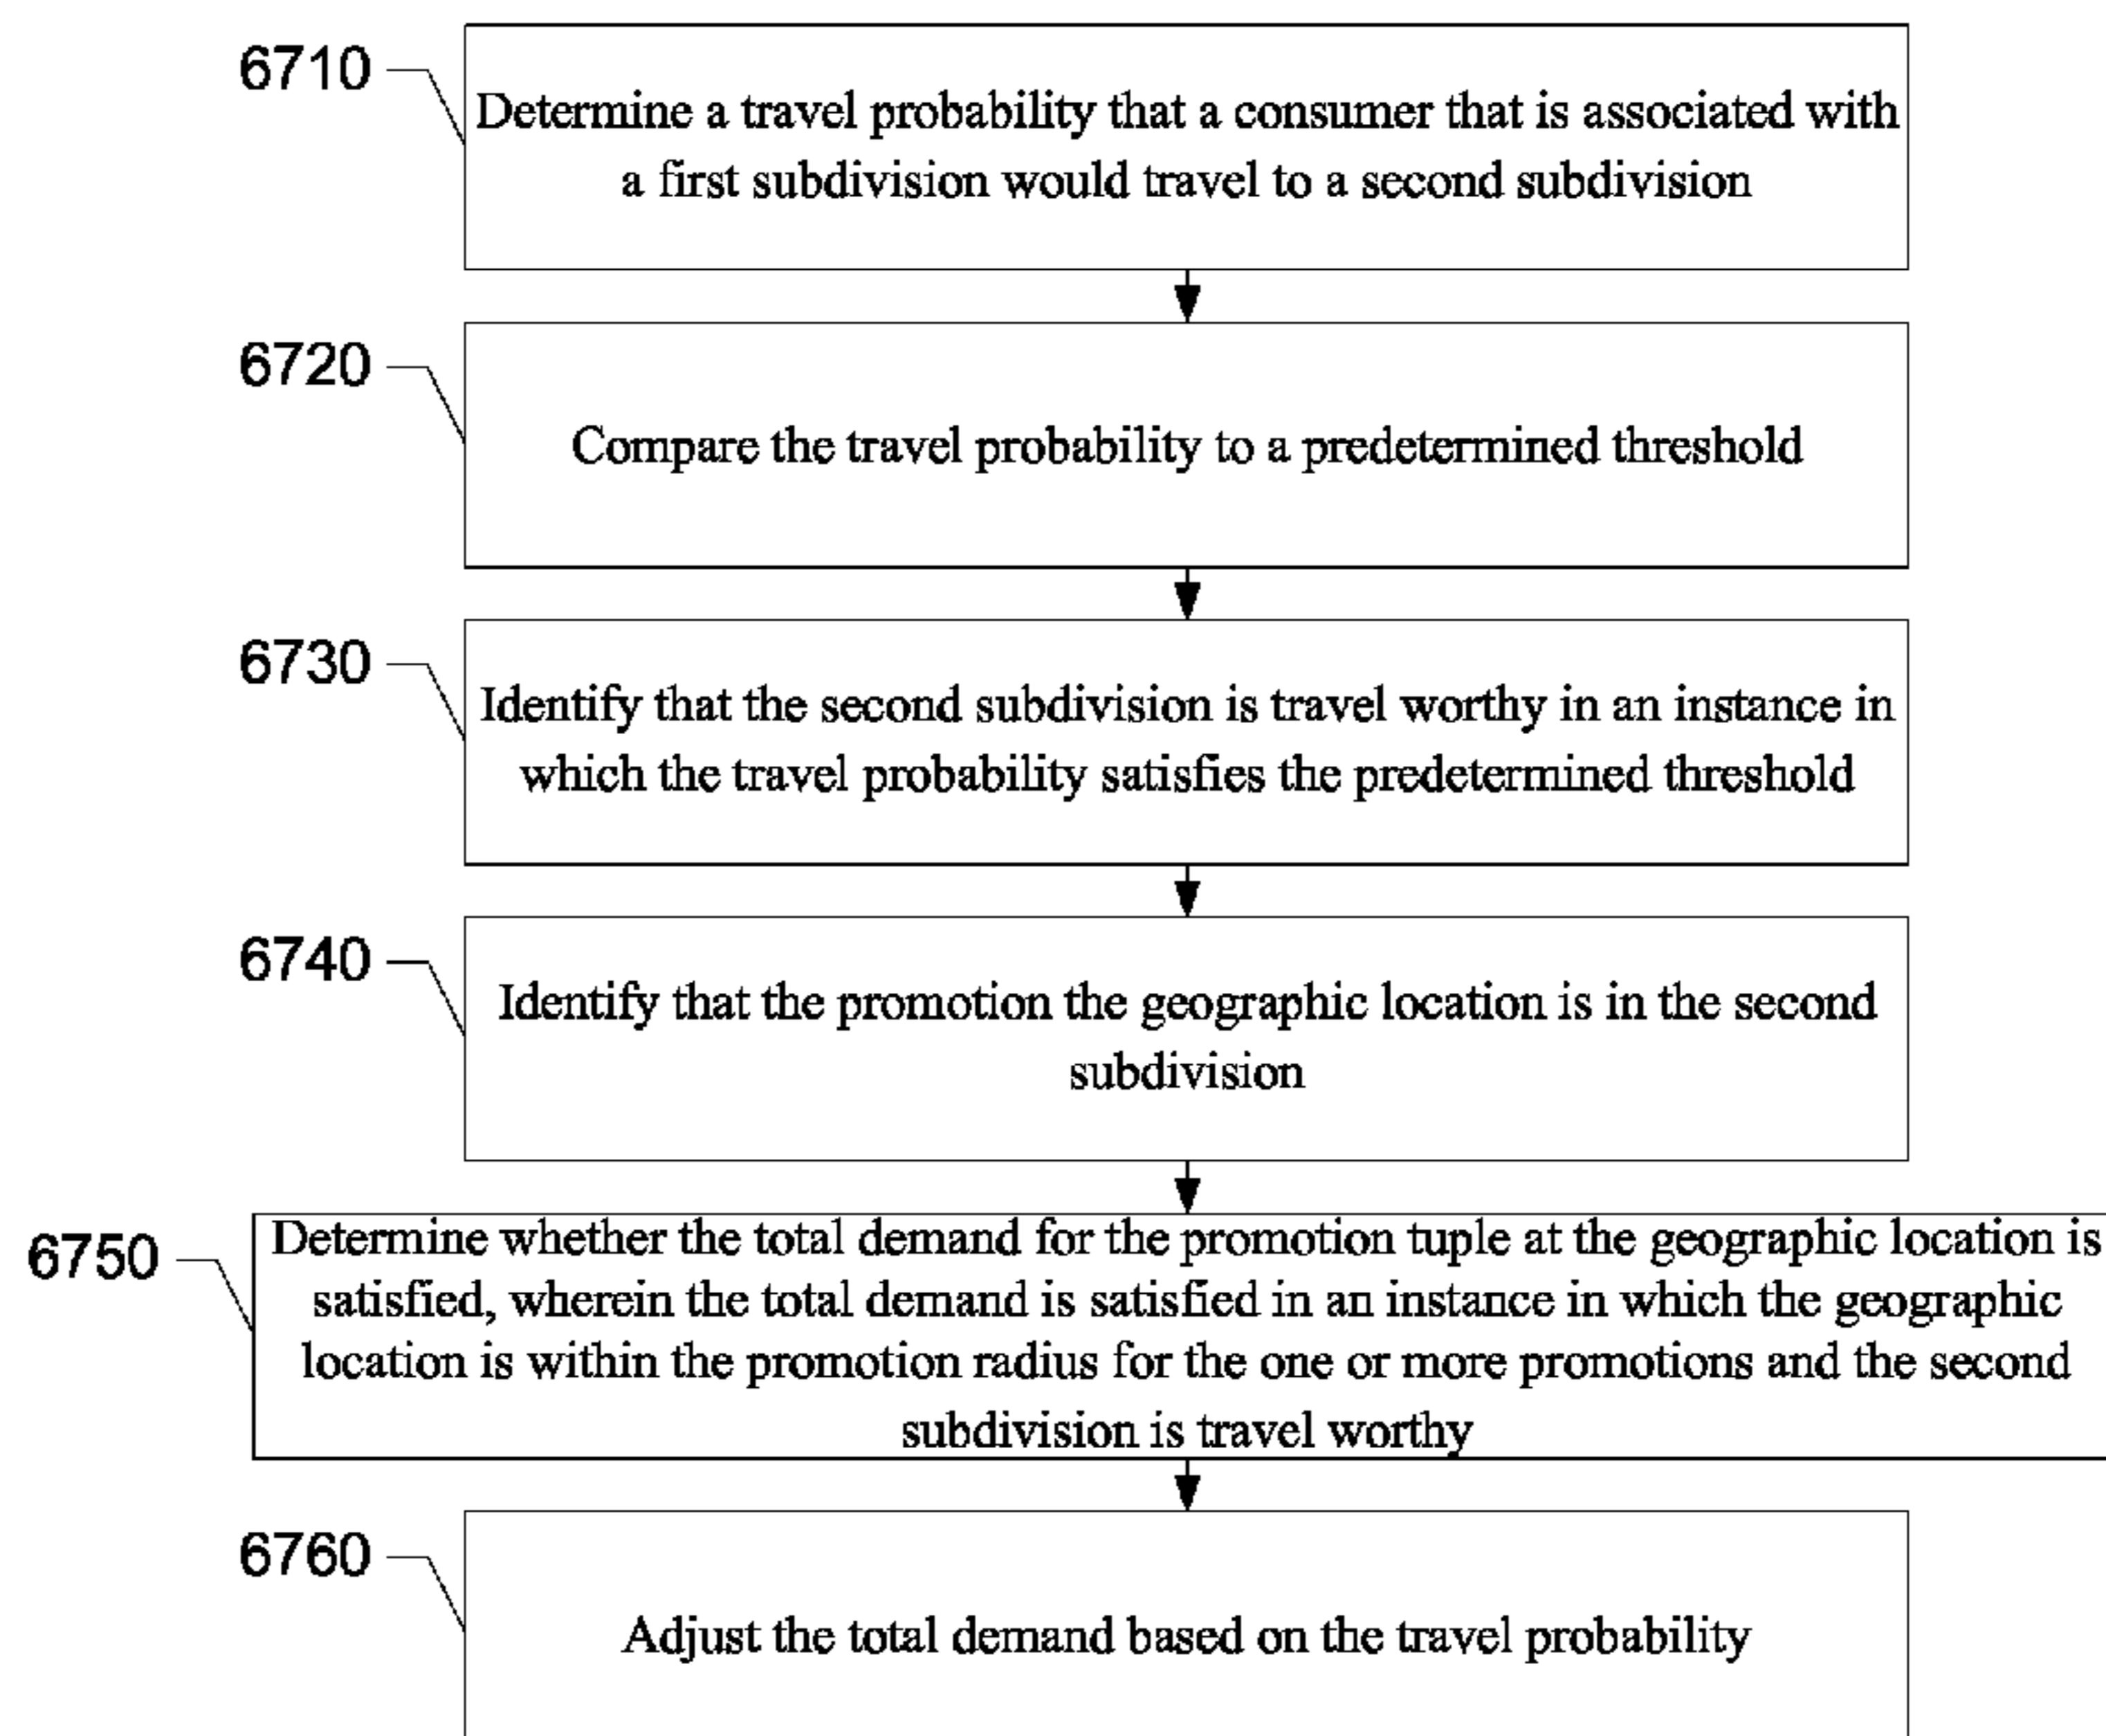 6710
Determine a travel probability that a consumer that is associated with
a first subdivision would travel to a second subdivision
6720
Compare the travel probability to a predetermined threshold
6730
Identify that the second subdivision is travel worthy in an instance in
which the travel probability satisfies the predetermined threshold
6740
Identify that the promotion the geographic location is in the second
subdivision
6750
Determine whether the total demand for the promotion tuple at the geographic location is
satisfied, wherein the total demand is satisfied in an instance in which the geographic
location is within the promotion radius for the one or more promotions and the second
subdivision is travel worthy
6760
Adjust the total demand based on the travel probability